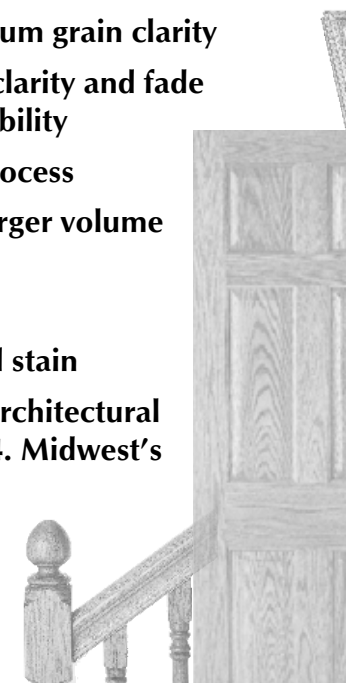 um grain clarity
clarity and fade
bility
ocess
rger volume
stain
rchitectural
. Midwest's